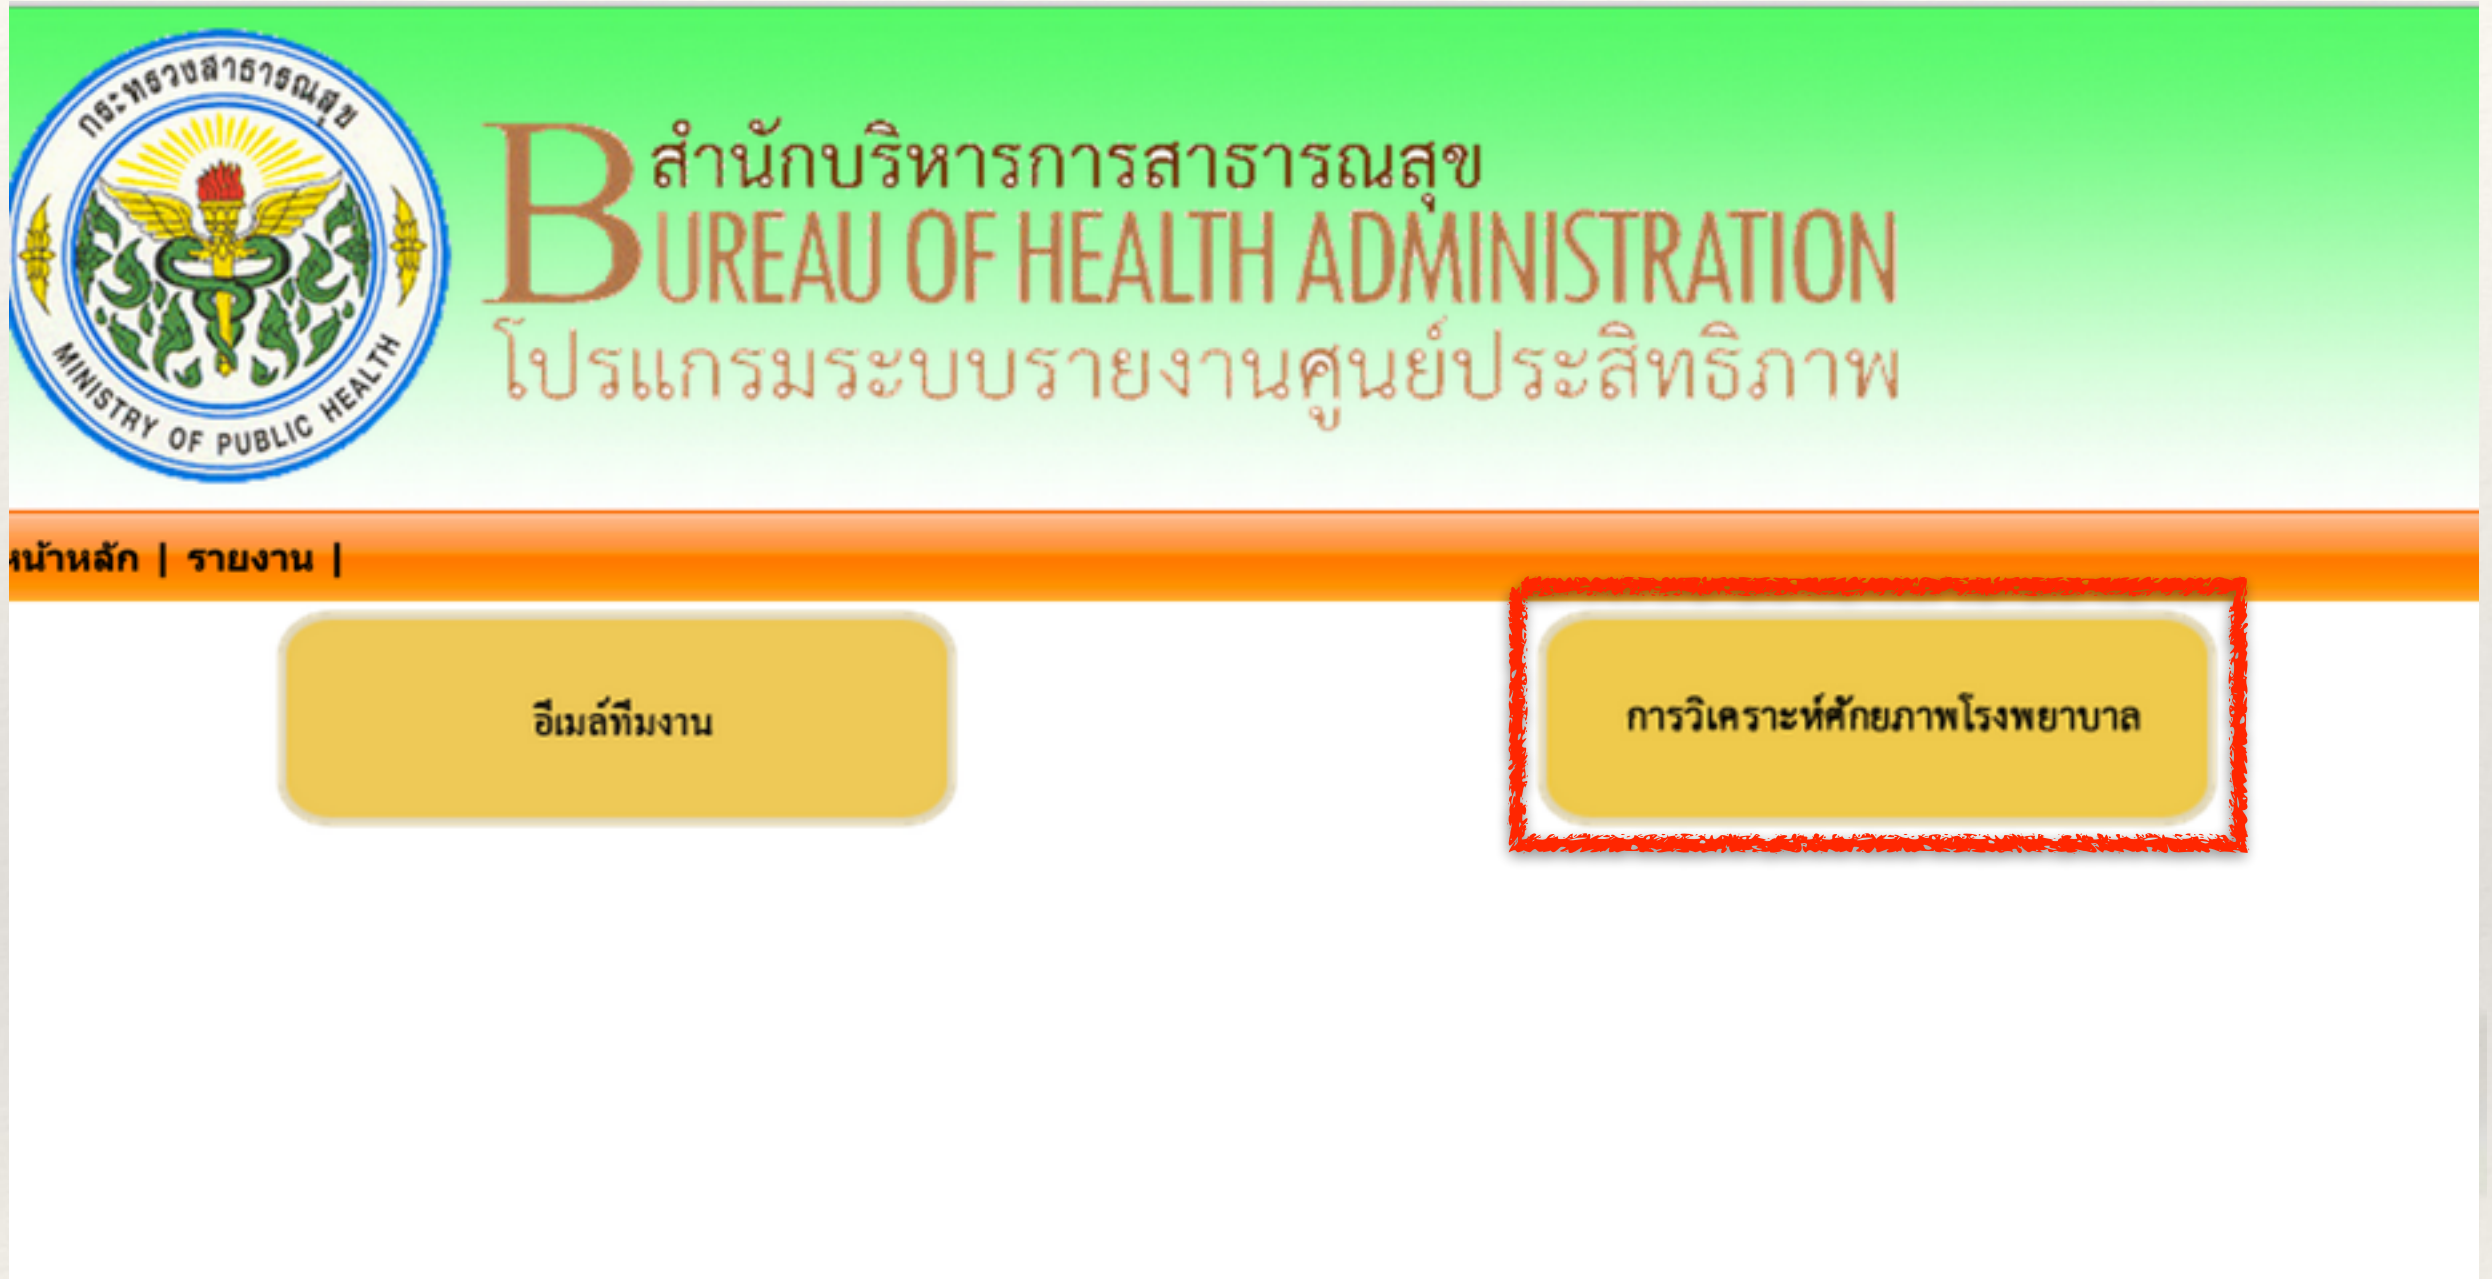 กระทรวงสาธารณสุข
MINISTRY OF PUBLIC HEALTH
สำนักบริหารการสาธารณสุข
BUREAU OF HEALTH ADMINISTRATION
โปรแกรมระบบรายงานศูนย์ประสิทธิภาพ
หน้าหลัก | รายงาน |
อีเมล์ทีมงาน
การวิเคราะห์ศักยภาพโรงพยาบาล